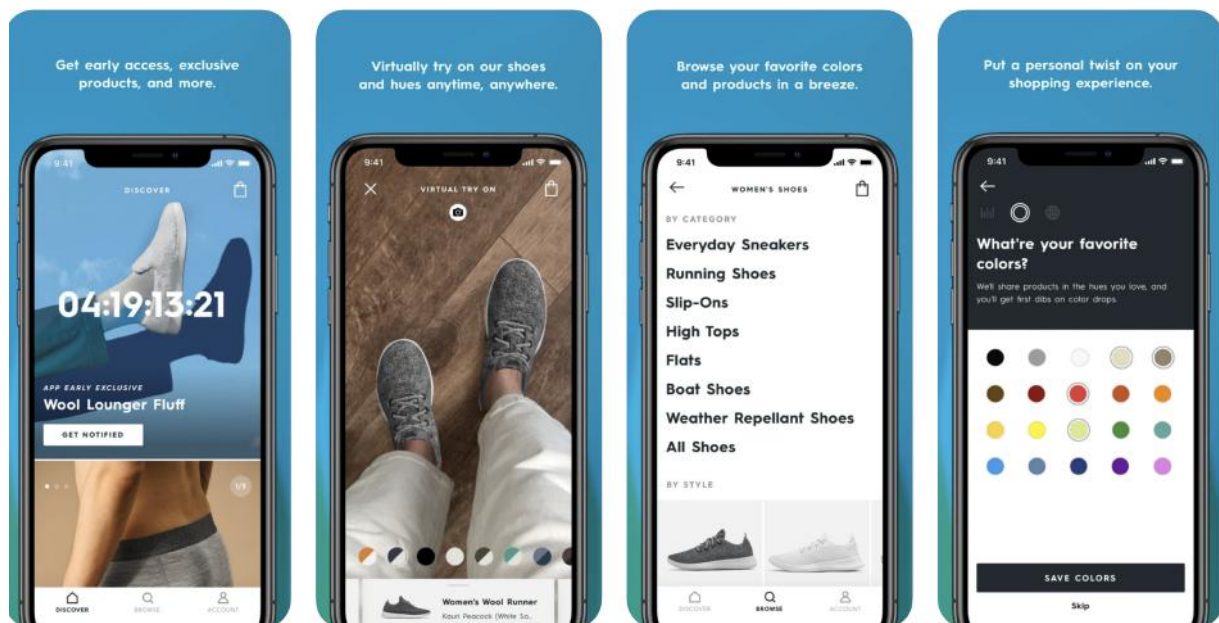 Get early access, exclusive
products, and more.
9:41
DISCOVER
04:19:13:21
APP EARLY EXCLUSIVE
Wool Lounger Fluff
GET NOTIFIED
1/3
DISCOVER
BROWSE
ACCOUNT
Virtually try on our shoes
and hues anytime, anywhere.
9:41
VIRTUAL TRY ON
Women's Wool Runner
Kauri Peacock (White So...
Browse your favorite colors
and products in a breeze.
9:41
WOMEN'S SHOES
BY CATEGORY
Everyday Sneakers
Running Shoes
Slip-Ons
High Tops
Flats
Boat Shoes
Weather Repellant Shoes
All Shoes
BY STYLE
DISCOVER
BROWSE
ACCOUNT
Put a personal twist on your
shopping experience.
9:41
What're your favorite
colors?
We'll share products in the hues you love, and
you'll get first dibs on color drops.
SAVE COLORS
Skip